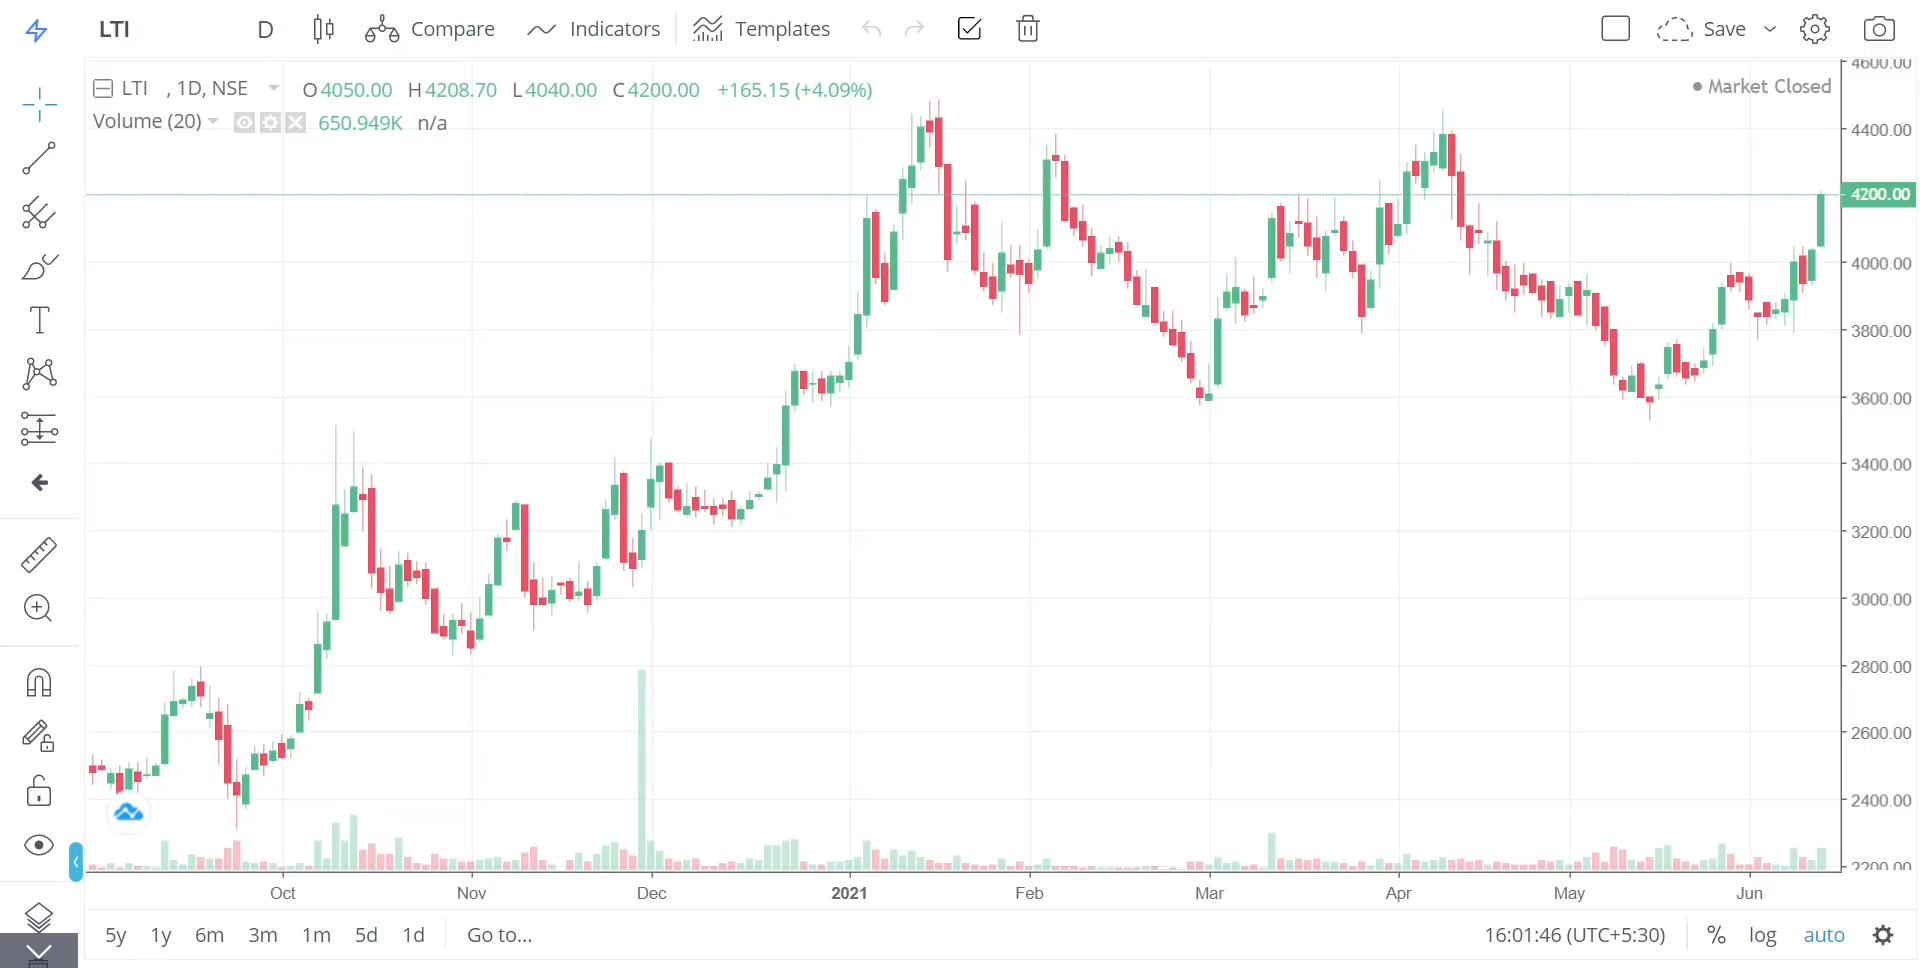 LTI D Compare Indicators Templates Save
LTI , 1D, NSE O4050.00 H4208.70 L4040.00 C4200.00 +165.15 (+4.09%)
Market Closed
Volume (20) 650.949K n/a
4600.00
4400.00
4200.00
4000.00
3800.00
3600.00
3400.00
3200.00
3000.00
2800.00
2600.00
2400.00
2200.00
Oct Nov Dec 2021 Feb Mar Apr May Jun
5y 1y 6m 3m 1m 5d 1d Go to... 16:01:46 (UTC+5:30) % log auto